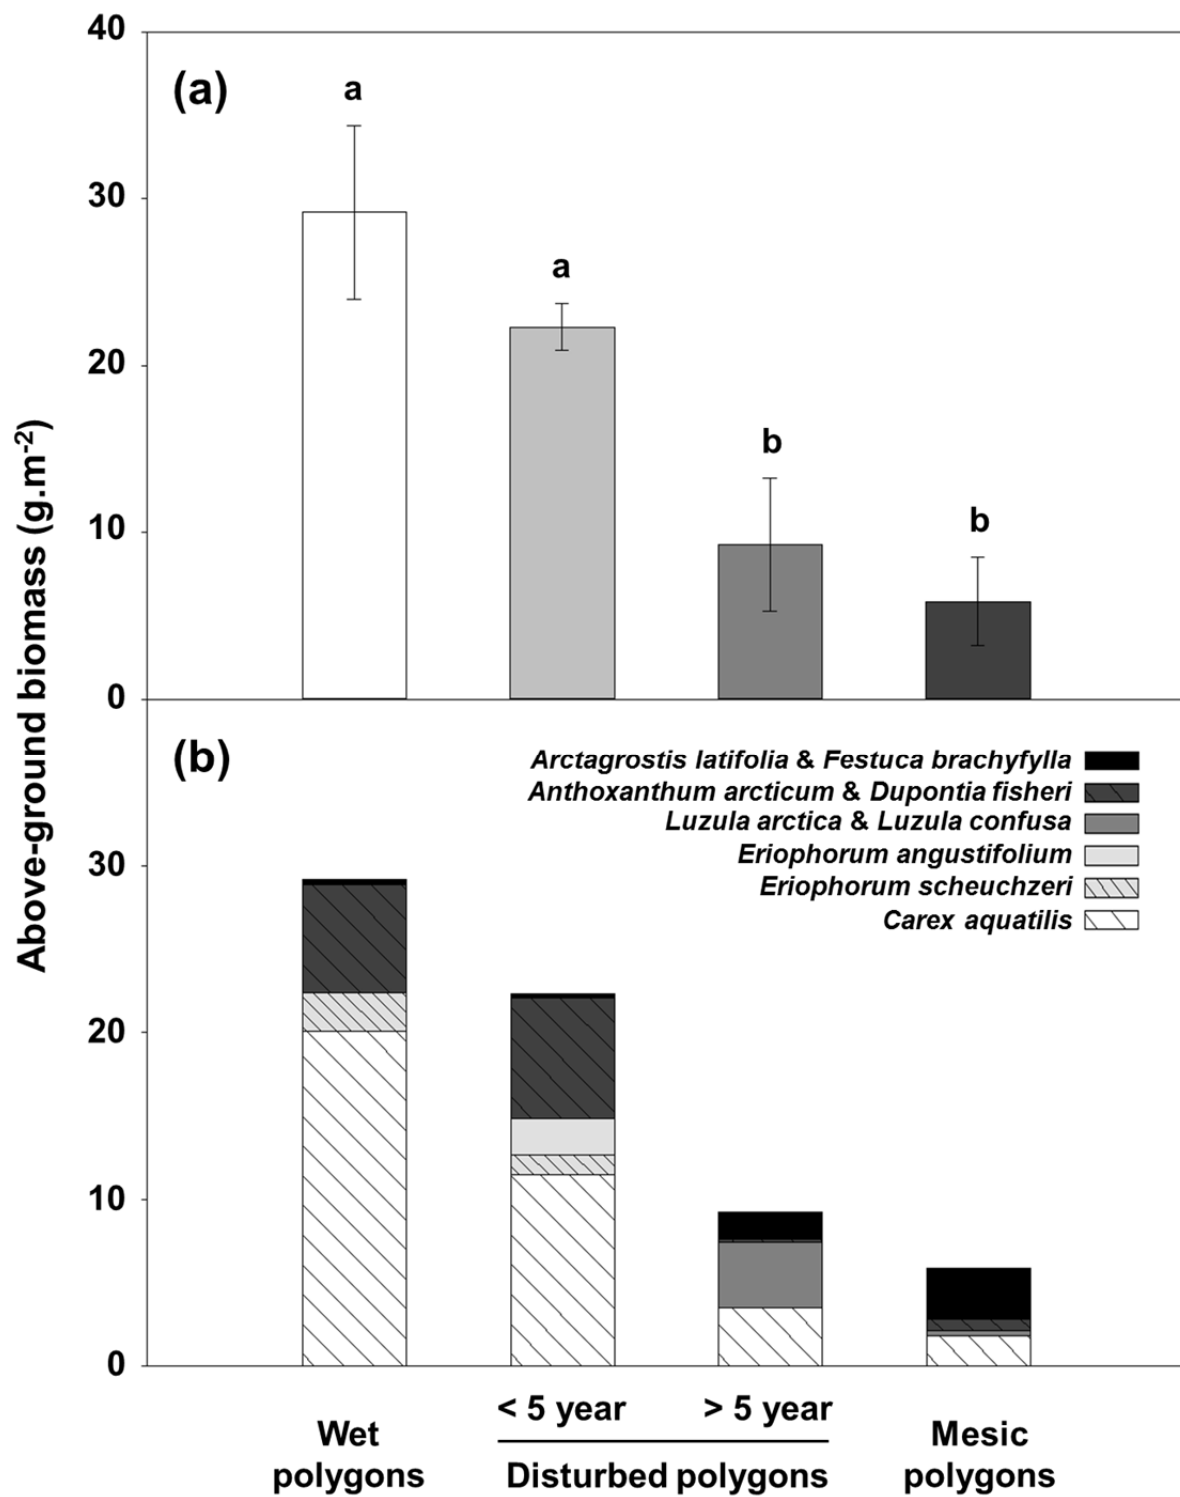 40
(a)
a
30
a
20
b
10
b
0
Above-ground biomass (g.m-2)
(b)
Arctagrostis latifolia & Festuca brachyfylla
Anthoxanthum arcticum & Dupontia fisheri
Luzula arctica & Luzula confusa
Eriophorum angustifolium
Eriophorum scheuchzeri
Carex aquatilis
30
20
10
0
< 5 year
> 5 year
Wet
polygons
Disturbed polygons
Mesic
polygons